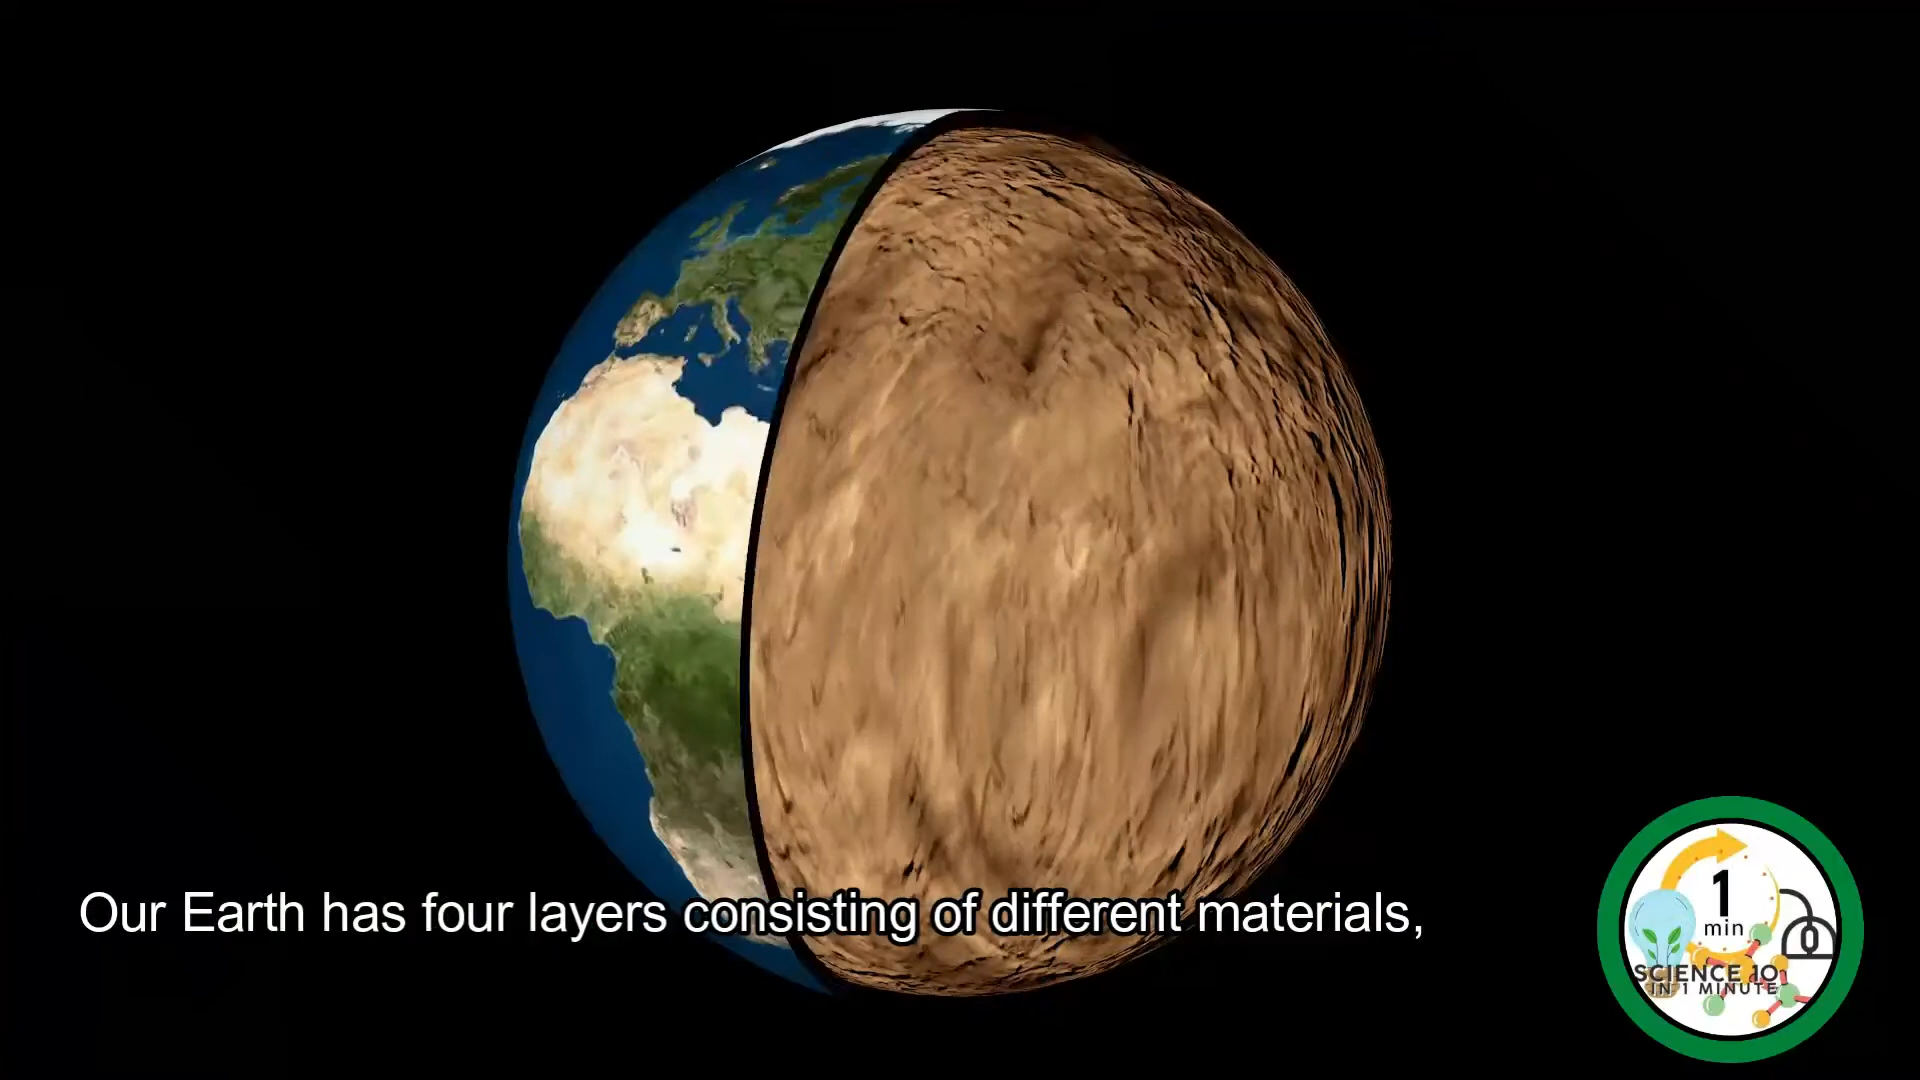 Our Earth has four layers consisting of different materials,
1
min
SCIENCE 10
IN 1 MINUTE